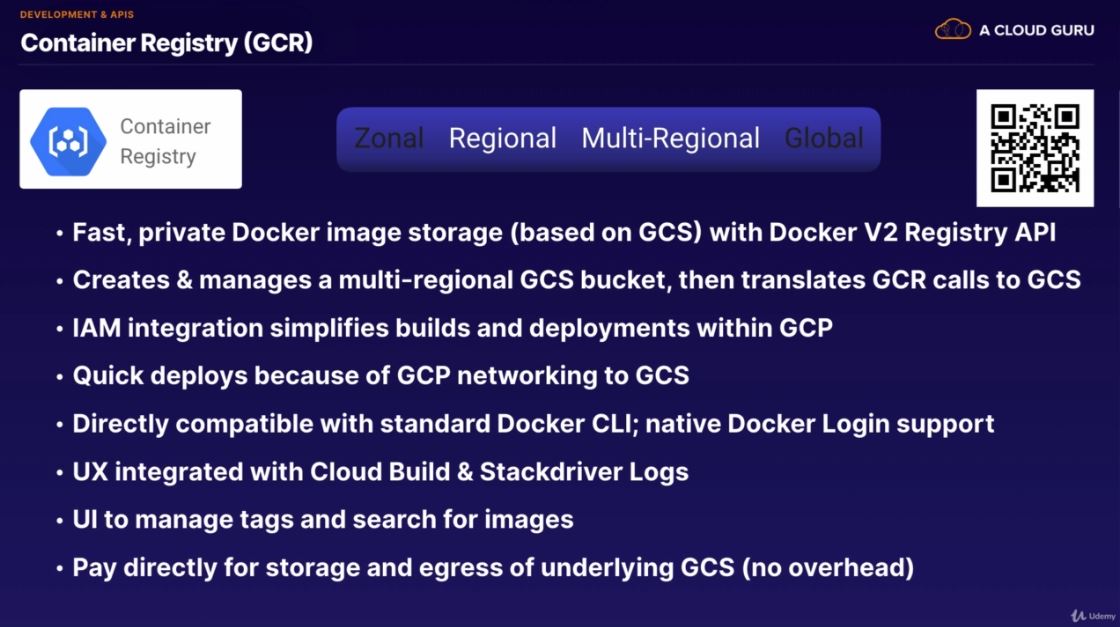 DEVELOPMENT & APIS
Container Registry (GCR)
A CLOUD GURU
Container
Registry
Zonal Regional Multi-Regional Global
• Fast, private Docker image storage (based on GCS) with Docker V2 Registry API
• Creates & manages a multi-regional GCS bucket, then translates GCR calls to GCS
• IAM integration simplifies builds and deployments within GCP
• Quick deploys because of GCP networking to GCS
• Directly compatible with standard Docker CLI; native Docker Login support
• UX integrated with Cloud Build & Stackdriver Logs
• UI to manage tags and search for images
• Pay directly for storage and egress of underlying GCS (no overhead)
Udemy